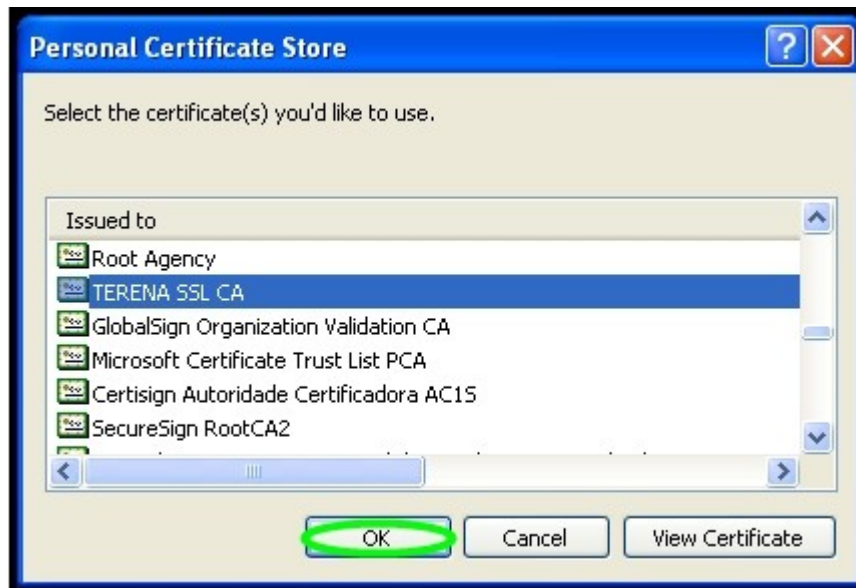 Personal Certificate Store
Select the certificate(s) you'd like to use.
Issued to
Root Agency
TERENA SSL CA
GlobalSign Organization Validation CA
Microsoft Certificate Trust List PCA
Certisign Autoridade Certificadora AC1S
SecureSign RootCA2
OK Cancel View Certificate